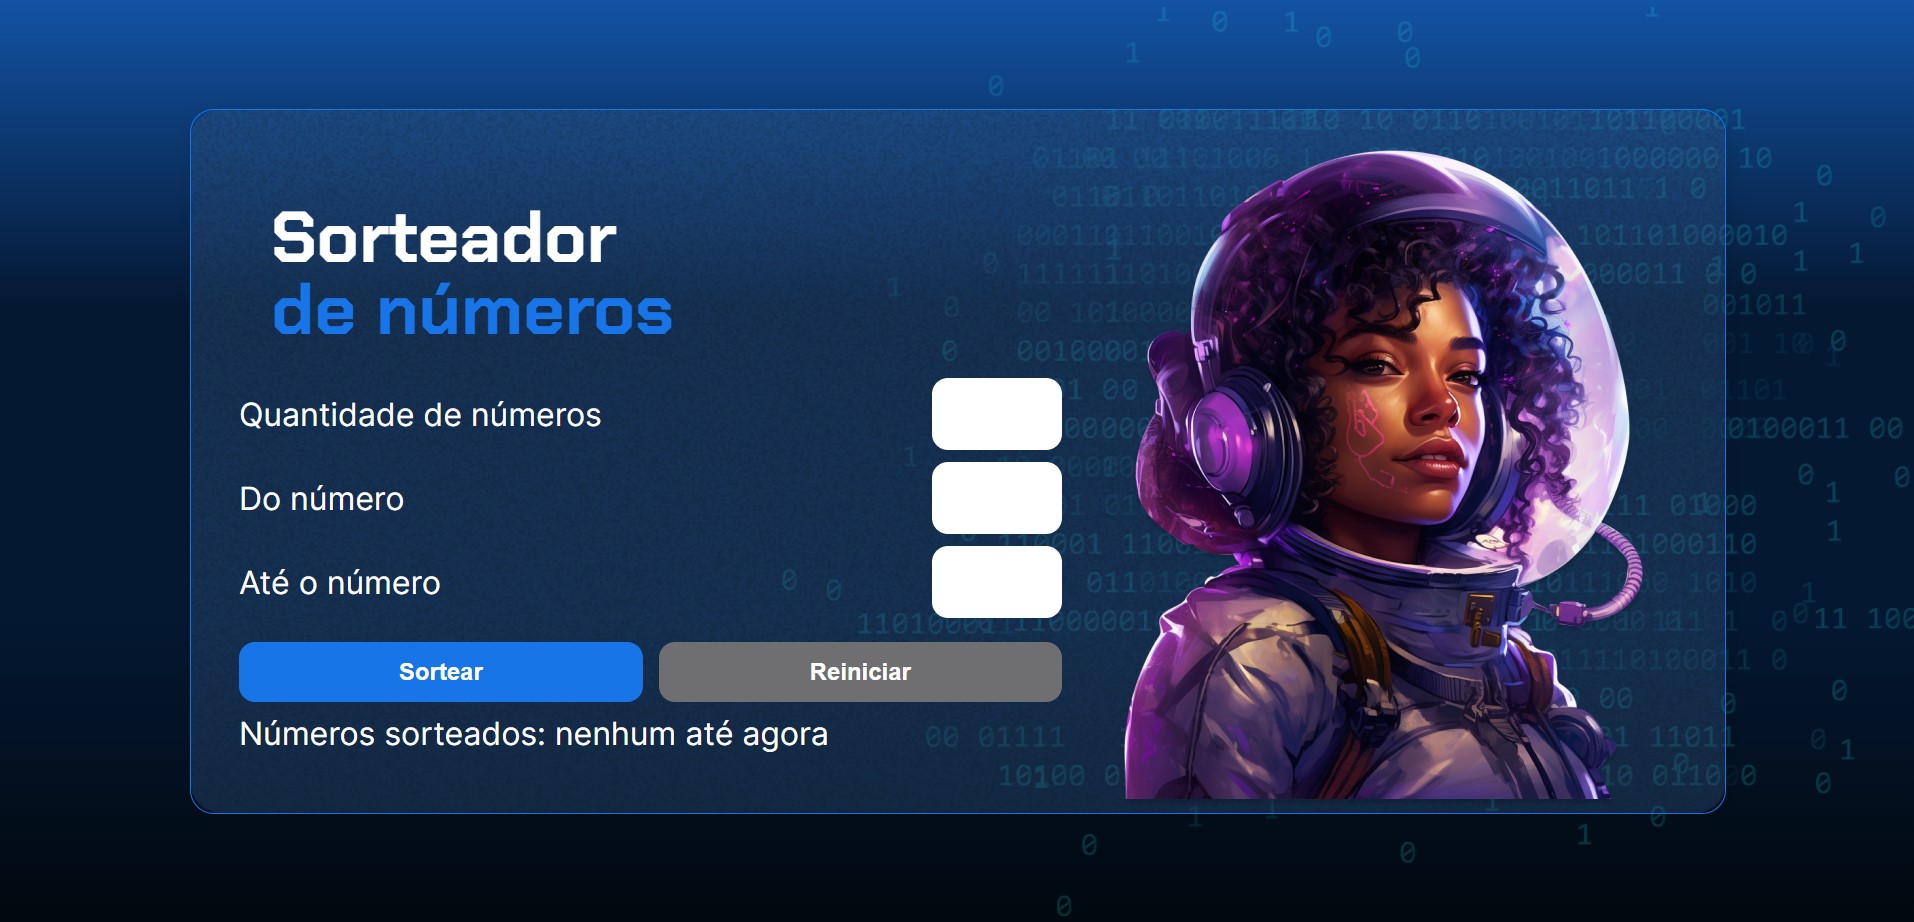 Sorteador
de números
Quantidade de números
Do número
Até o número
Sortear
Reiniciar
Números sorteados: nenhum até agora